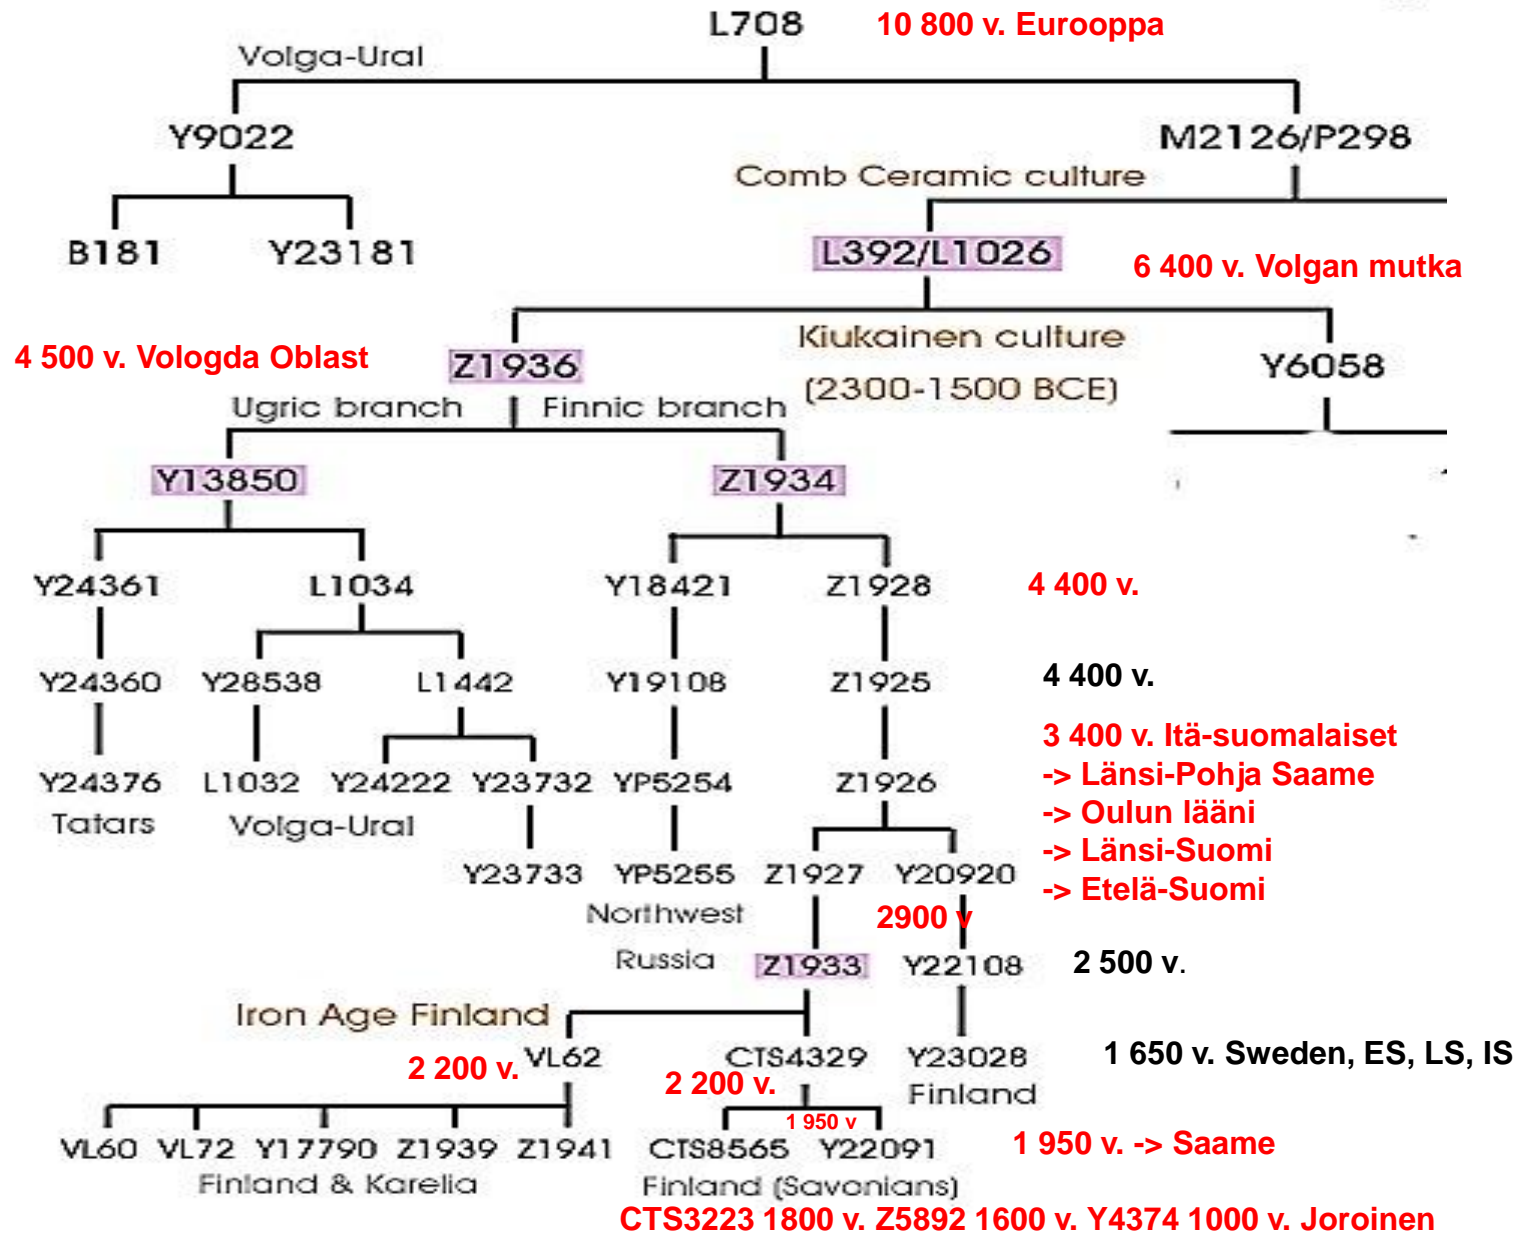 L708 10 800 v. Eurooppa
Volga-Ural
Y9022 M2126/P298
Comb Ceramic culture
B181 Y23181 L392/L1026 6 400 v. Volgan mutka
4 500 v. Vologda Oblast Z1936 Kiukainen culture Y6058
(2300-1500 BCE)
Ugric branch Finnic branch
Y13850 Z1934
Y24361 L1034 Y18421 Z1928 4 400 v.
Y24360 Y28538 L1442 Y19108 Z1925 4 400 v.
3 400 v. Itä-suomalaiset
Y24376 L1032 Y24222 Y23732 YP5254 Z1926 -> Länsi-Pohja Saame
Tatars Volga-Ural -> Oulun lääni
-> Länsi-Suomi
Y23733 YP5255 Z1927 Y20920 -> Etelä-Suomi
Northwest 2900 v
Russia Z1933 Y22108 2 500 v.
Iron Age Finland
2 200 v. VL62 CTS4329 Y23028 1 650 v. Sweden, ES, LS, IS
2 200 v. Finland
1 950 v
VL60 VL72 Y17790 Z1939 Z1941 CTS8565 Y22091 1 950 v. -> Saame
Finland & Karelia Finland (Savonians)
CTS3223 1800 v. Z5892 1600 v. Y4374 1000 v. Joroinen